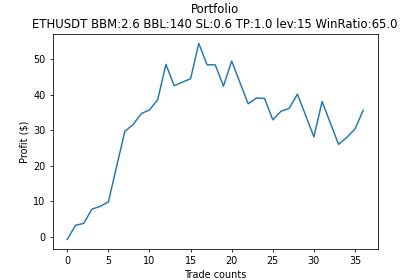 Portfolio
ETHUSDT BBM:2.6 BBL:140 SL:0.6 TP:1.0 lev:15 WinRatio:65.0
Profit ($)
50
40
30
20
10
0
0 5 10 15 20 25 30 35
Trade counts